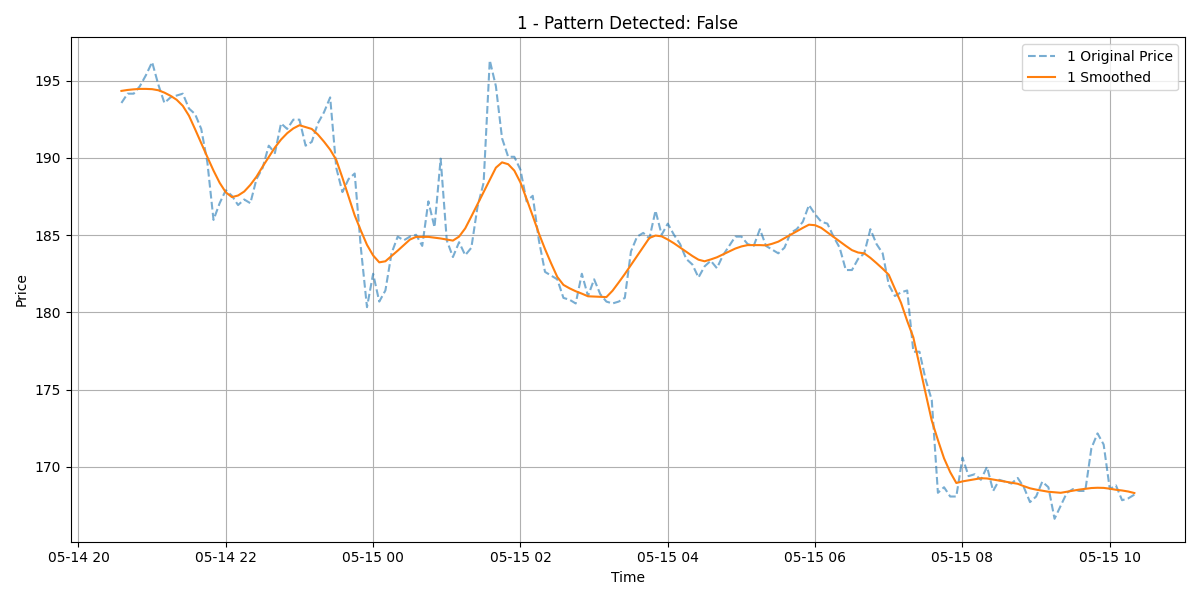 1 - Pattern Detected: False
1 Original Price
1 Smoothed
195
190
185
180
175
170
Price
05-14 20 05-14 22 05-15 00 05-15 02 05-15 04 05-15 06 05-15 08 05-15 10
Time